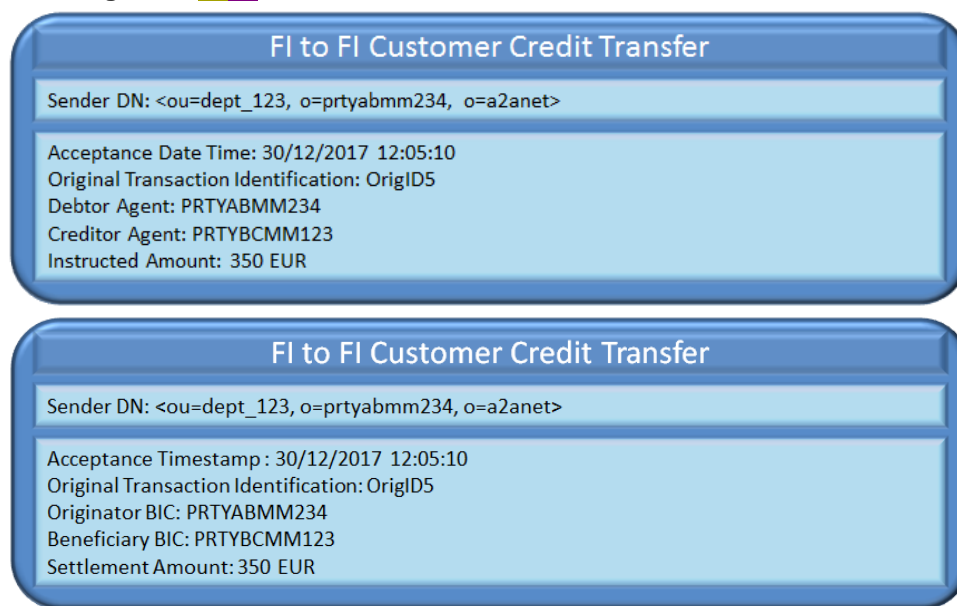 FI to FI Customer Credit Transfer
Sender DN: <ou=dept_123, o=prtyabmm234, o=a2anet>
Acceptance Date Time: 30/12/2017 12:05:10
Original Transaction Identification: OrigID5
Debtor Agent: PRTYABMM234
Creditor Agent: PRTYBCMM123
Instructed Amount: 350 EUR
FI to FI Customer Credit Transfer
Sender DN: <ou=dept_123, o=prtyabmm234, o=a2anet>
Acceptance Timestamp : 30/12/2017 12:05:10
Original Transaction Identification: OrigID5
Originator BIC: PRTYABMM234
Beneficiary BIC: PRTYBCMM123
Settlement Amount: 350 EUR